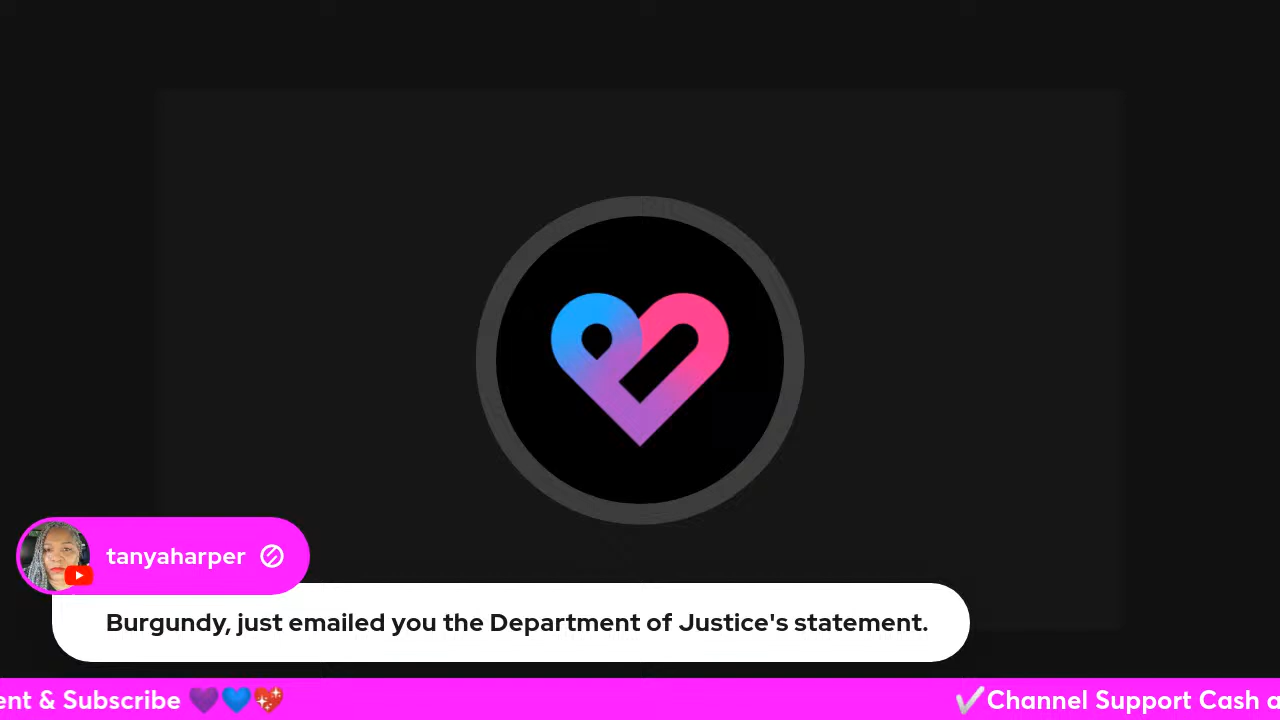 tanyaharper
Burgundy, just emailed you the Department of Justice's statement.
ent & Subscribe 💜💙💖 ✔️Channel Support Cash a